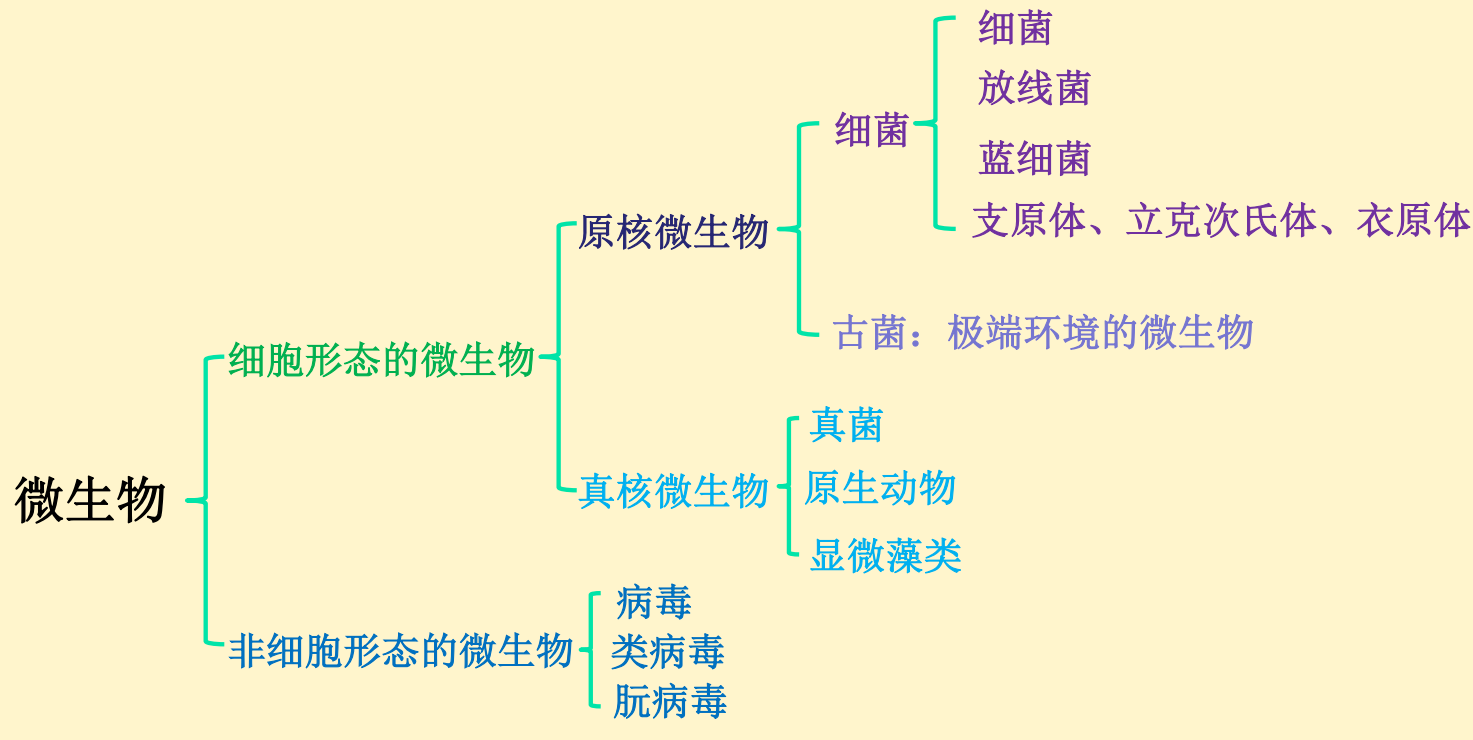 细菌
放线菌
细菌
蓝细菌
支原体、立克次氏体、衣原体
原核微生物
古菌：极端环境的微生物
细胞形态的微生物
真菌
真核微生物
原生动物
微生物
显微藻类
病毒
非细胞形态的微生物
类病毒
朊病毒